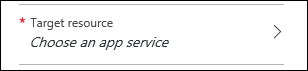 * Target resource
Choose an app service